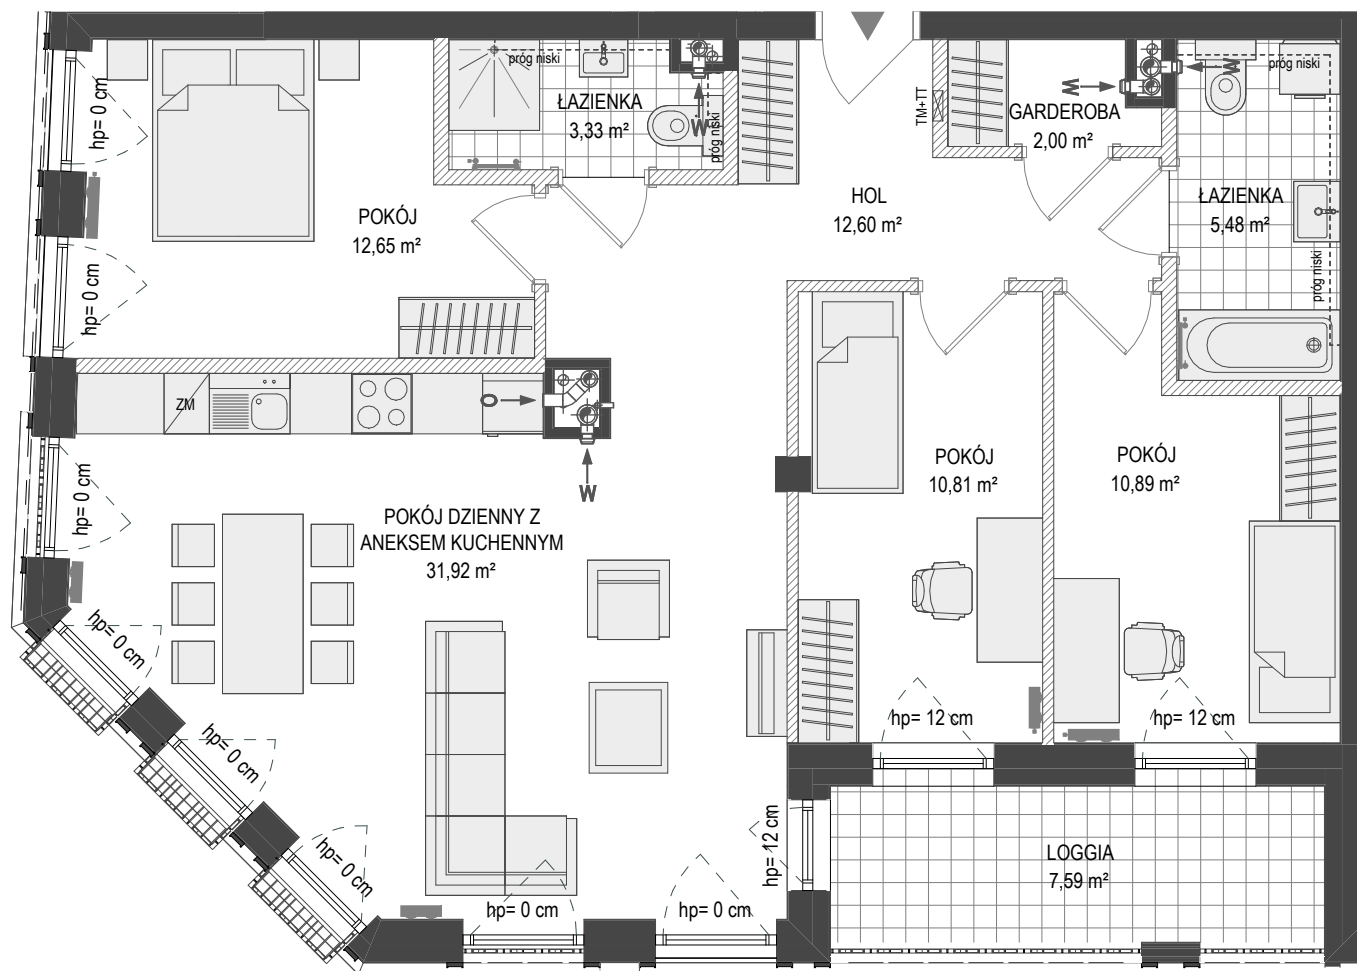 próg niski
ŁAZIENKA
3,33 m²
W
próg niski
TM+TT
GARDEROBA
2,00 m²
W
W
próg niski
ŁAZIENKA
5,48 m²
próg niski
hp= 0 cm
POKÓJ
12,65 m²
HOL
12,60 m²
hp= 0 cm
ZM
O
W
hp= 0 cm
POKÓJ DZIENNY Z
ANEKSEM KUCHENNYM
31,92 m²
POKÓJ
10,81 m²
POKÓJ
10,89 m²
hp= 0 cm
hp= 0 cm
hp= 0 cm
hp= 12 cm
hp= 12 cm
hp= 12 cm
LOGGIA
7,59 m²
hp= 0 cm
hp= 0 cm